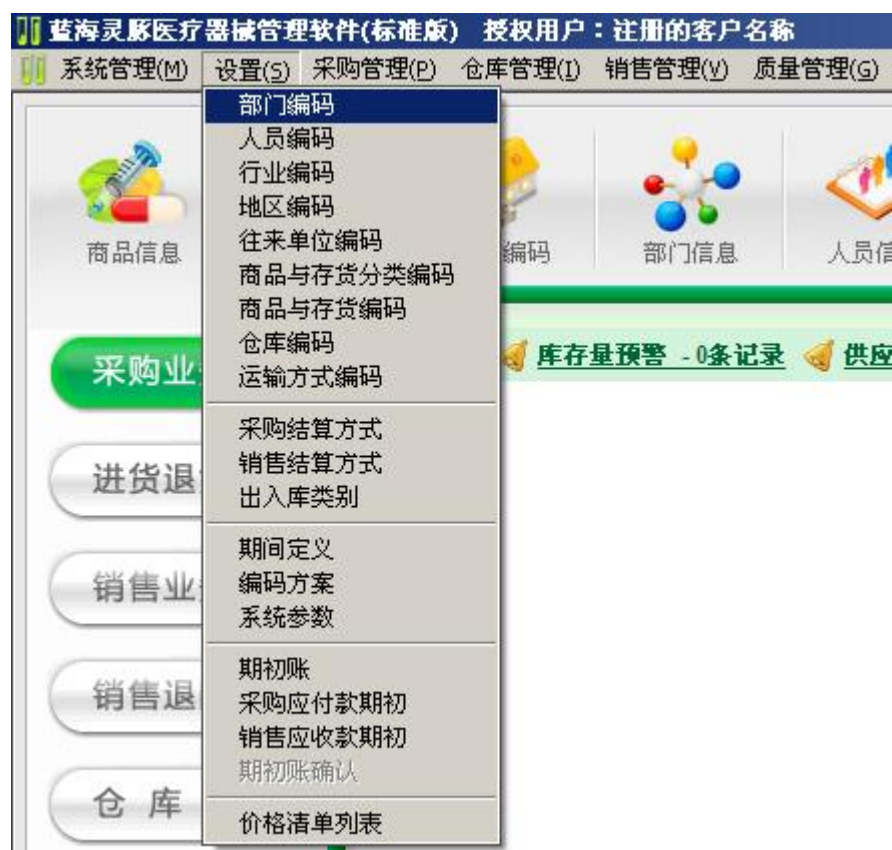 蓝海灵豚医疗器械管理软件(标准版) 授权用户：注册的客户名称
系统管理(M) 设置(S) 采购管理(P) 仓库管理(I) 销售管理(V) 质量管理(G)
部门编码
人员编码
行业编码
地区编码
往来单位编码
商品与存货分类编码
商品与存货编码
仓库编码
运输方式编码
采购结算方式
销售结算方式
出入库类别
期间定义
编码方案
系统参数
期初账
采购应付款期初
销售应收款期初
期初账确认
价格清单列表
商品信息 编码 部门信息 人员信
库存量预警 - 0条记录 供应
采购业
进货退
销售业
销售退
仓 库